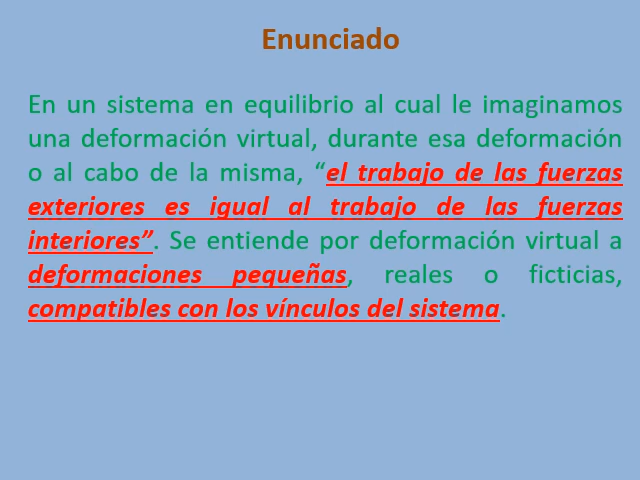 Enunciado
En un sistema en equilibrio al cual le imaginamos
una deformación virtual, durante esa deformación
o al cabo de la misma, “el trabajo de las fuerzas
exteriores es igual al trabajo de las fuerzas
interiores”. Se entiende por deformación virtual a
deformaciones pequeñas, reales o ficticias,
compatibles con los vínculos del sistema.